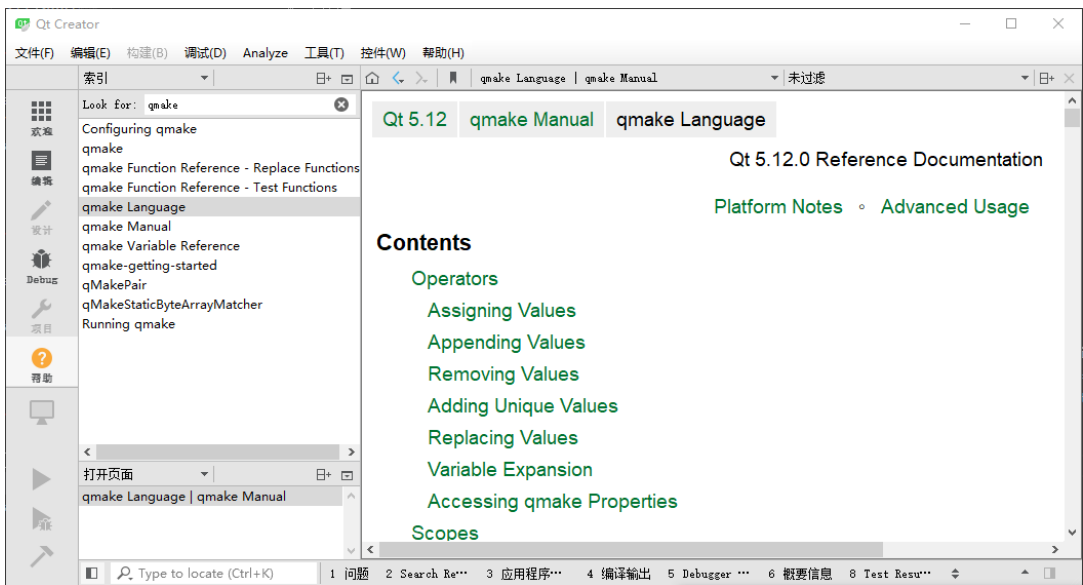 Qt Creator
文件(F) 编辑(E) 构建(B) 调试(D) Analyze 工具(T) 控件(W) 帮助(H)
索引
qmake Language | qmake Manual
未过滤
欢迎
编辑
设计
Debug
项目
帮助
Look for: qmake
Configuring qmake
qmake
qmake Function Reference - Replace Functions
qmake Function Reference - Test Functions
qmake Language
qmake Manual
qmake Variable Reference
qmake-getting-started
qMakePair
qMakeStaticByteArrayMatcher
Running qmake
打开页面
qmake Language | qmake Manual
Qt 5.12 qmake Manual qmake Language
Qt 5.12.0 Reference Documentation
Platform Notes ◦ Advanced Usage
Contents
Operators
Assigning Values
Appending Values
Removing Values
Adding Unique Values
Replacing Values
Variable Expansion
Accessing qmake Properties
Scopes
Type to locate (Ctrl+K) 1 问题 2 Search Re… 3 应用程序… 4 编译输出 5 Debugger … 6 概要信息 8 Test Resu…